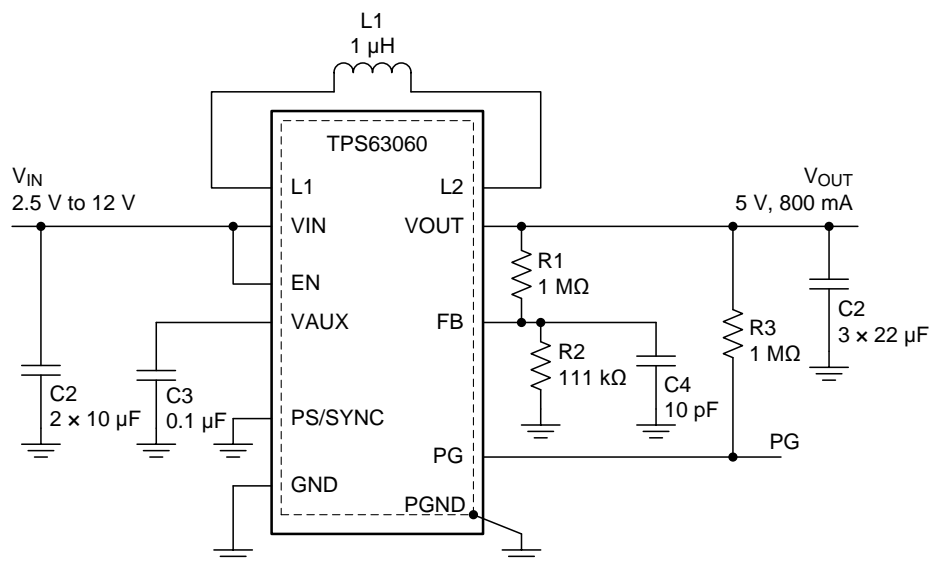 L1
1 µH
TPS63060
V_IN
2.5 V to 12 V
L1
L2
V_OUT
5 V, 800 mA
VIN
VOUT
R1
1 MΩ
EN
VAUX
FB
C2
3 × 22 µF
R3
1 MΩ
R2
111 kΩ
C4
10 pF
C2
2 × 10 µF
C3
0.1 µF
PS/SYNC
PG
PG
GND
PGND